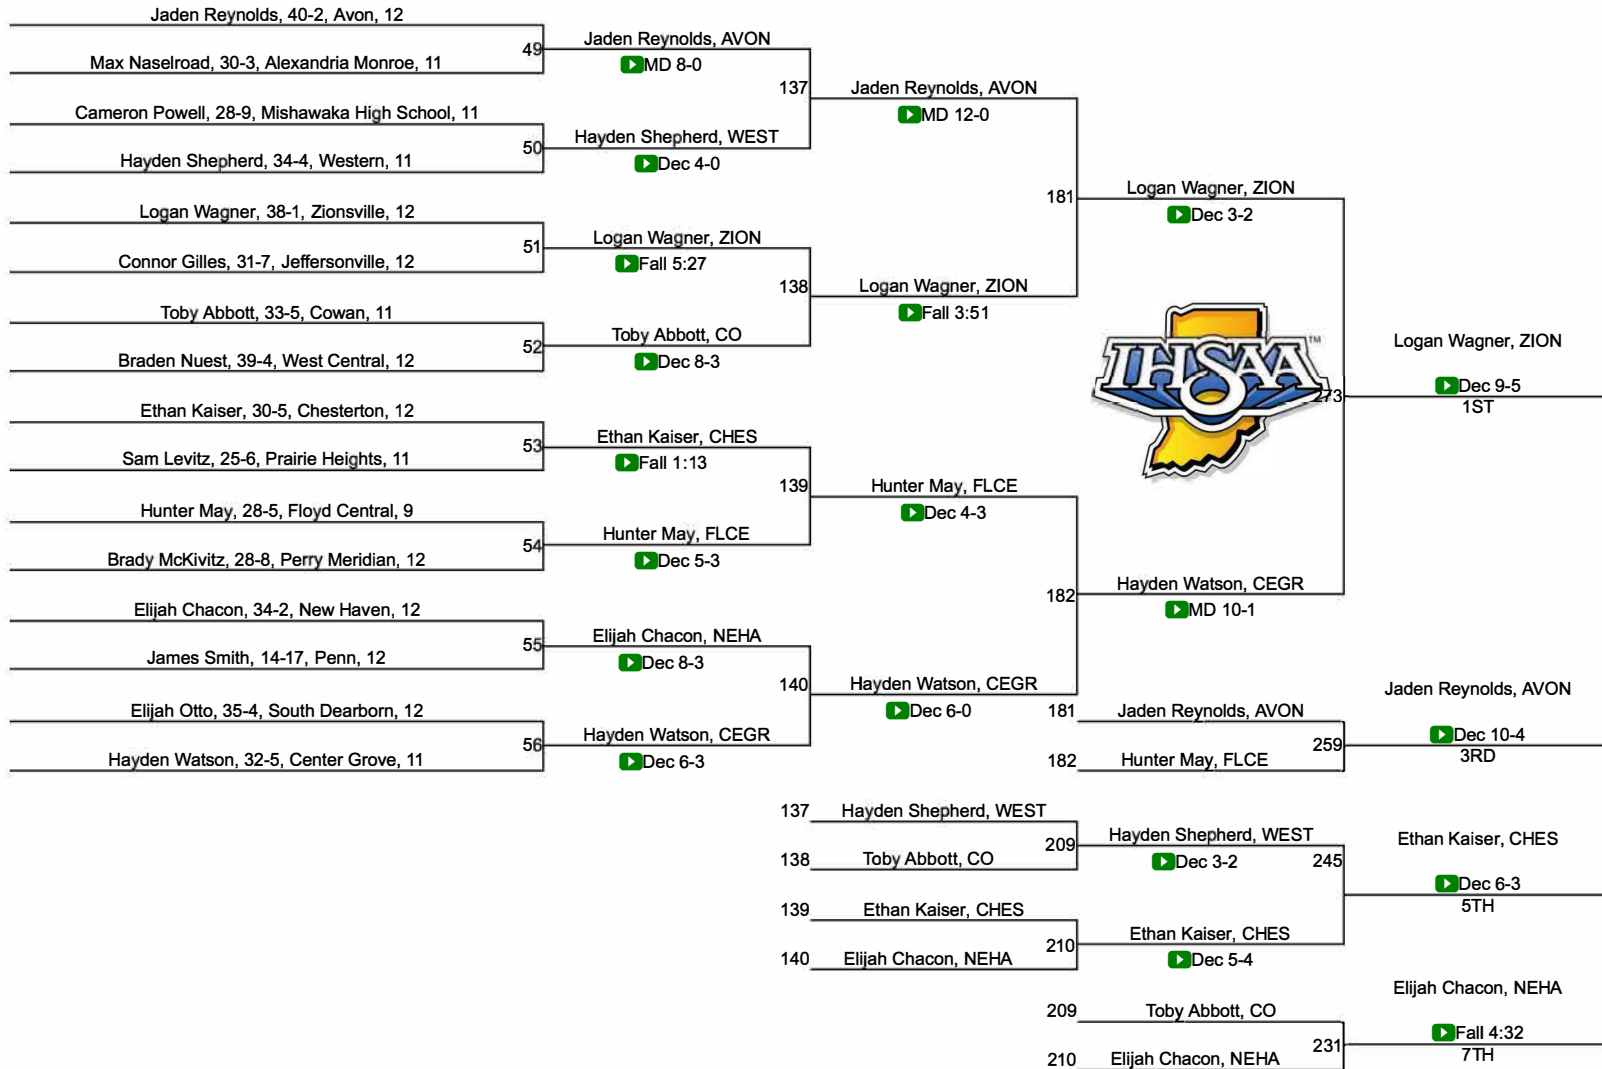 Jaden Reynolds, 40-2, Avon, 12
49
Max Naselroad, 30-3, Alexandria Monroe, 11
Jaden Reynolds, AVON
MD 8-0
137
Cameron Powell, 28-9, Mishawaka High School, 11
50
Hayden Shepherd, 34-4, Western, 11
Hayden Shepherd, WEST
Dec 4-0
Jaden Reynolds, AVON
MD 12-0
181
Logan Wagner, 38-1, Zionsville, 12
51
Connor Gilles, 31-7, Jeffersonville, 12
Logan Wagner, ZION
Fall 5:27
138
Toby Abbott, 33-5, Cowan, 11
52
Braden Nuest, 39-4, West Central, 12
Toby Abbott, CO
Dec 8-3
Logan Wagner, ZION
Fall 3:51
Logan Wagner, ZION
Dec 3-2
IHSAA
TM
273
Logan Wagner, ZION
Dec 9-5
1ST
Ethan Kaiser, 30-5, Chesterton, 12
53
Sam Levitz, 25-6, Prairie Heights, 11
Ethan Kaiser, CHES
Fall 1:13
139
Hunter May, 28-5, Floyd Central, 9
54
Brady McKivitz, 28-8, Perry Meridian, 12
Hunter May, FLCE
Dec 5-3
Hunter May, FLCE
Dec 4-3
182
Elijah Chacon, 34-2, New Haven, 12
55
James Smith, 14-17, Penn, 12
Elijah Chacon, NEHA
Dec 8-3
140
Elijah Otto, 35-4, South Dearborn, 12
56
Hayden Watson, 32-5, Center Grove, 11
Hayden Watson, CEGR
Dec 6-3
Hayden Watson, CEGR
Dec 6-0
Hayden Watson, CEGR
MD 10-1
181 Jaden Reynolds, AVON
259
182 Hunter May, FLCE
Jaden Reynolds, AVON
Dec 10-4
3RD
137 Hayden Shepherd, WEST
209
138 Toby Abbott, CO
Hayden Shepherd, WEST
Dec 3-2
245
139 Ethan Kaiser, CHES
210
140 Elijah Chacon, NEHA
Ethan Kaiser, CHES
Dec 5-4
Ethan Kaiser, CHES
Dec 6-3
5TH
209 Toby Abbott, CO
231
210 Elijah Chacon, NEHA
Elijah Chacon, NEHA
Fall 4:32
7TH